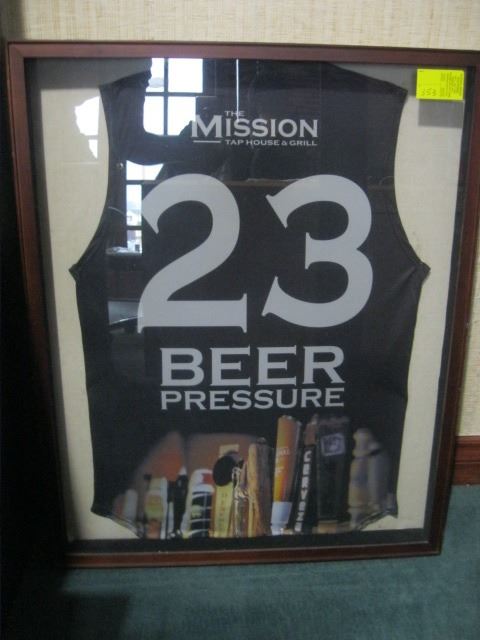 THE
MISSION
TAP HOUSE & GRILL
23
BEER
PRESSURE